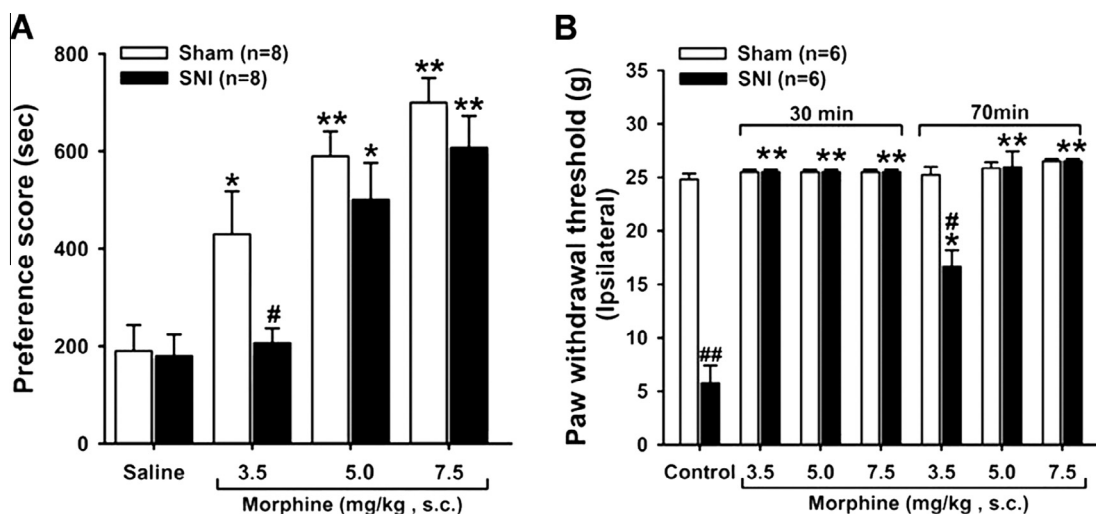 A
Sham (n=8)
SNI (n=8)
Preference score (sec)
800
600
400
200
0
*
#
**
*
**
**
Saline
3.5
5.0
7.5
Morphine (mg/kg , s.c.)
B
Sham (n=6)
SNI (n=6)
Paw withdrawal threshold (g)
(Ipsilateral)
35
30
25
20
15
10
5
0
30 min
70min
##
**
**
**
#
*
**
**
Control
3.5
5.0
7.5
3.5
5.0
7.5
Morphine (mg/kg , s.c.)